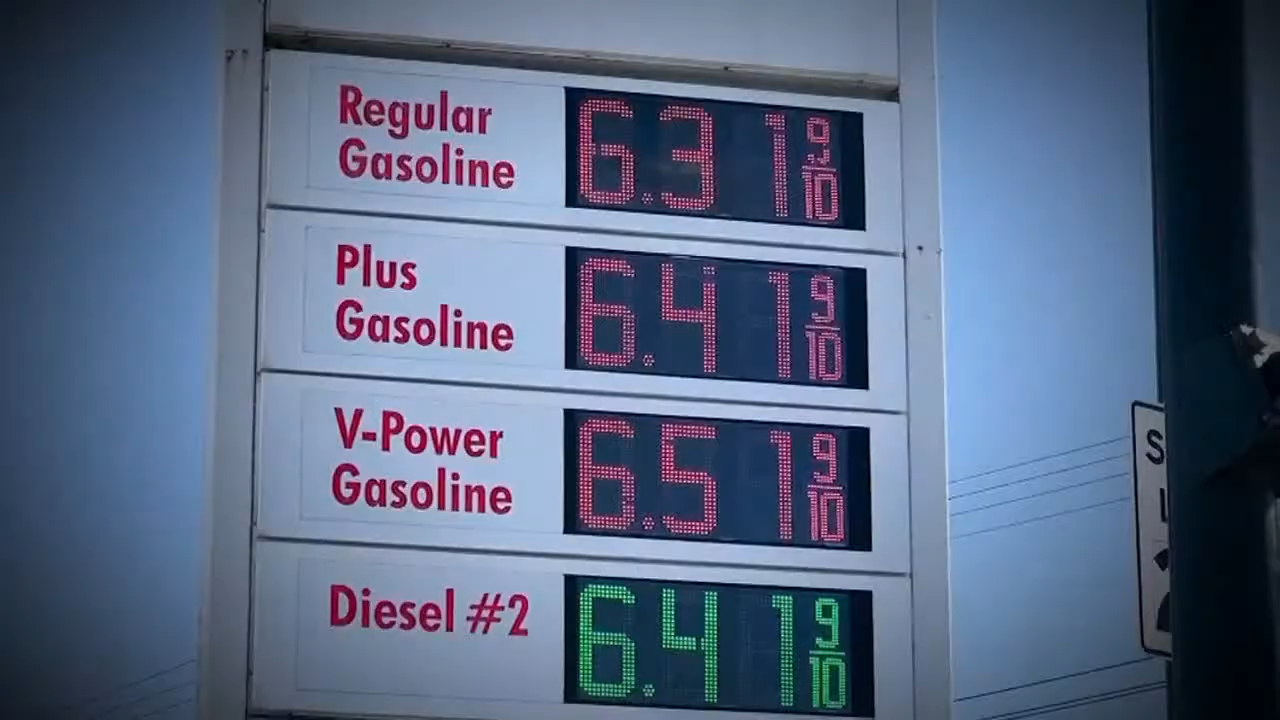 Regular
Gasoline
6.31 9/10
Plus
Gasoline
6.41 9/10
V-Power
Gasoline
6.51 9/10
Diesel #2
6.41 9/10
S